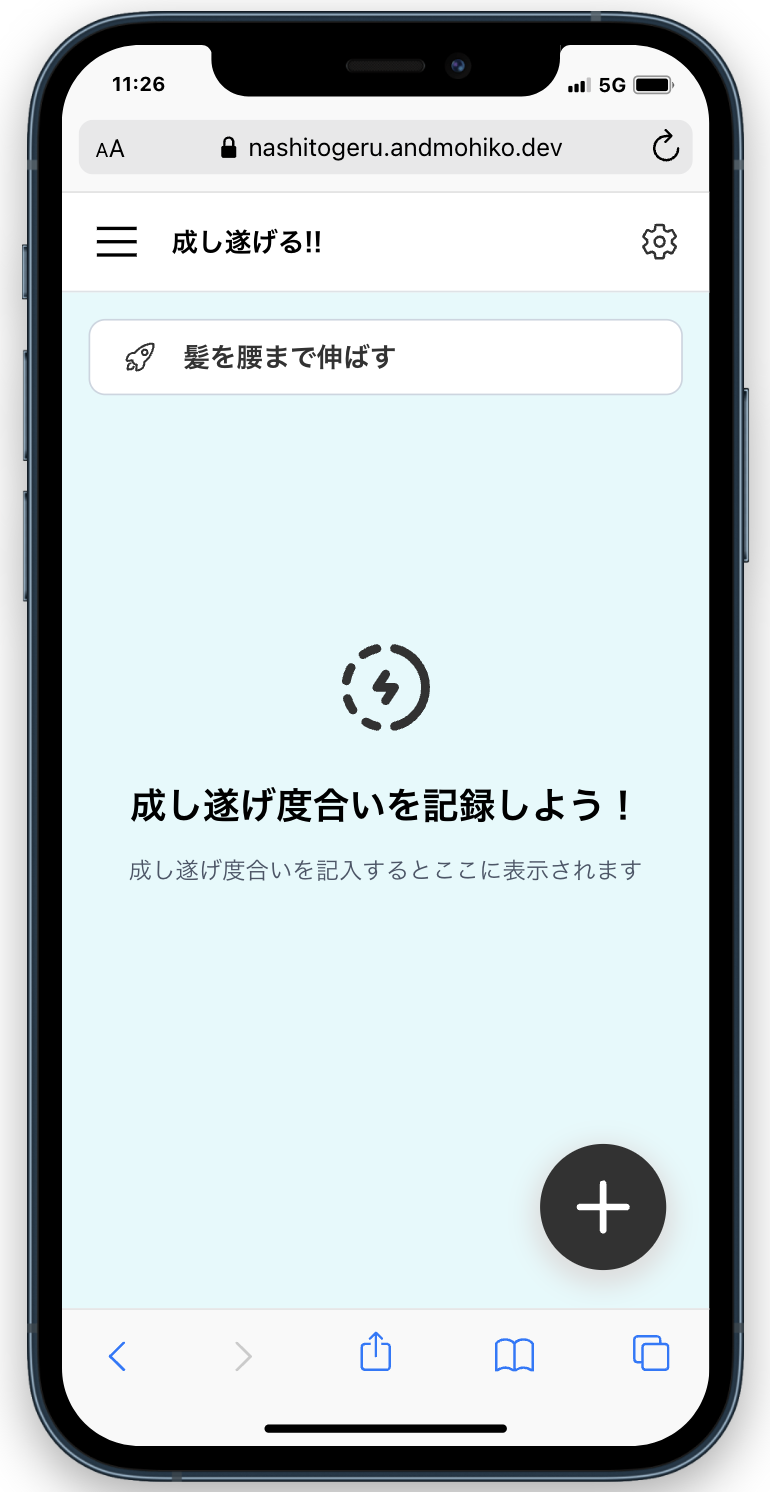 11:26
5G
AA nashitogeru.andmohiko.dev
成し遂げる!!
髪を腰まで伸ばす
成し遂げ度合いを記録しよう！
成し遂げ度合いを記入するとここに表示されます